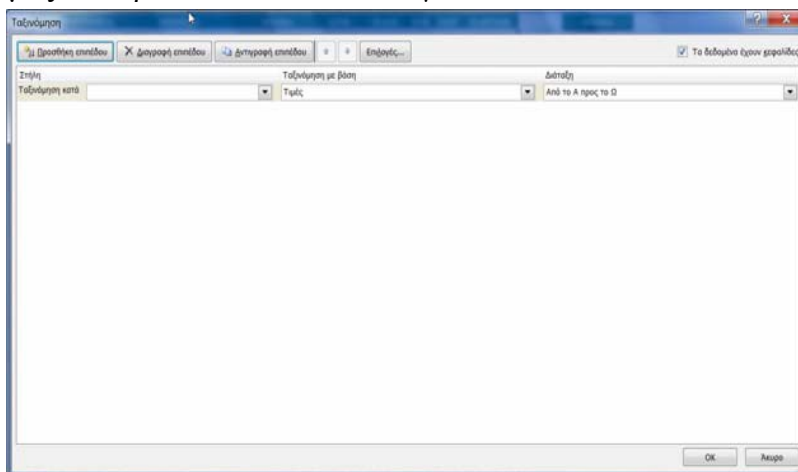 Ταξινόμηση
Προσθήκη επιπέδου Διαγραφή επιπέδου Αντιγραφή επιπέδου Επιλογές... Τα δεδομένα έχουν κεφαλίδες
Στήλη Ταξινόμηση με βάση Διάταξη
Ταξινόμηση κατά Τιμές Από το Α προς το Ω
OK Άκυρο